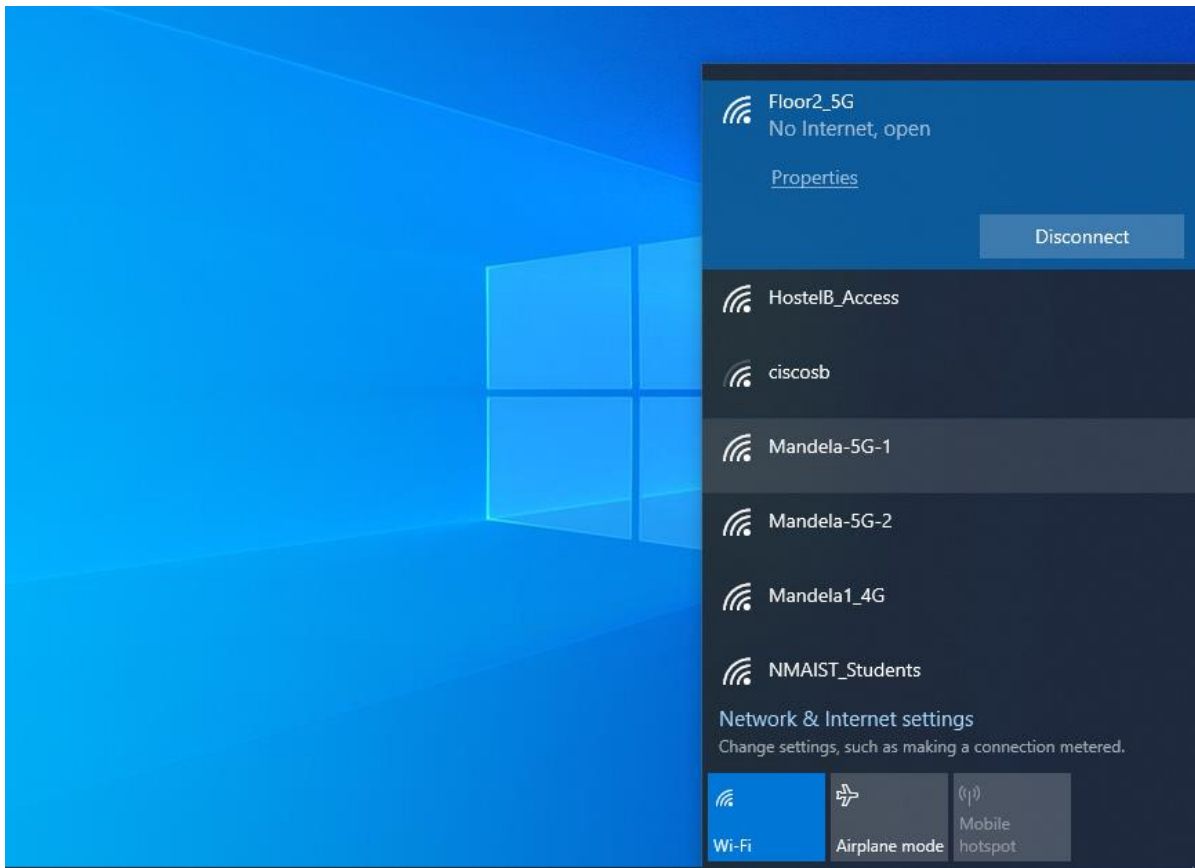 Floor2_5G
No Internet, open
Properties
Disconnect
HostelB_Access
ciscosb
Mandela-5G-1
Mandela-5G-2
Mandela1_4G
NMAIST_Students
Network & Internet settings
Change settings, such as making a connection metered.
Wi-Fi
Airplane mode
Mobile
hotspot